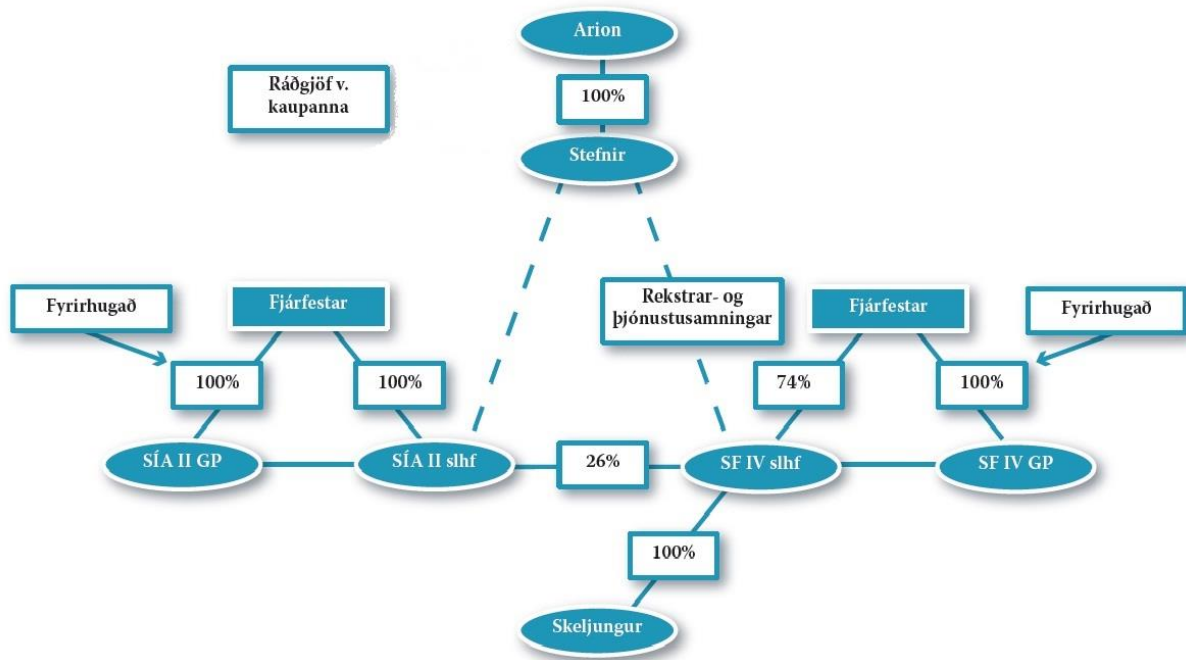 Arion
Ráðgjöf v.
kaupanna
100%
Stefnir
Fyrirhugað
Fjárfestar
Rekstrar- og
þjónustusamningar
Fjárfestar
Fyrirhugað
100%
100%
74%
100%
SÍA II GP
SÍA II slhf
26%
SF IV slhf
SF IV GP
100%
Skeljungur